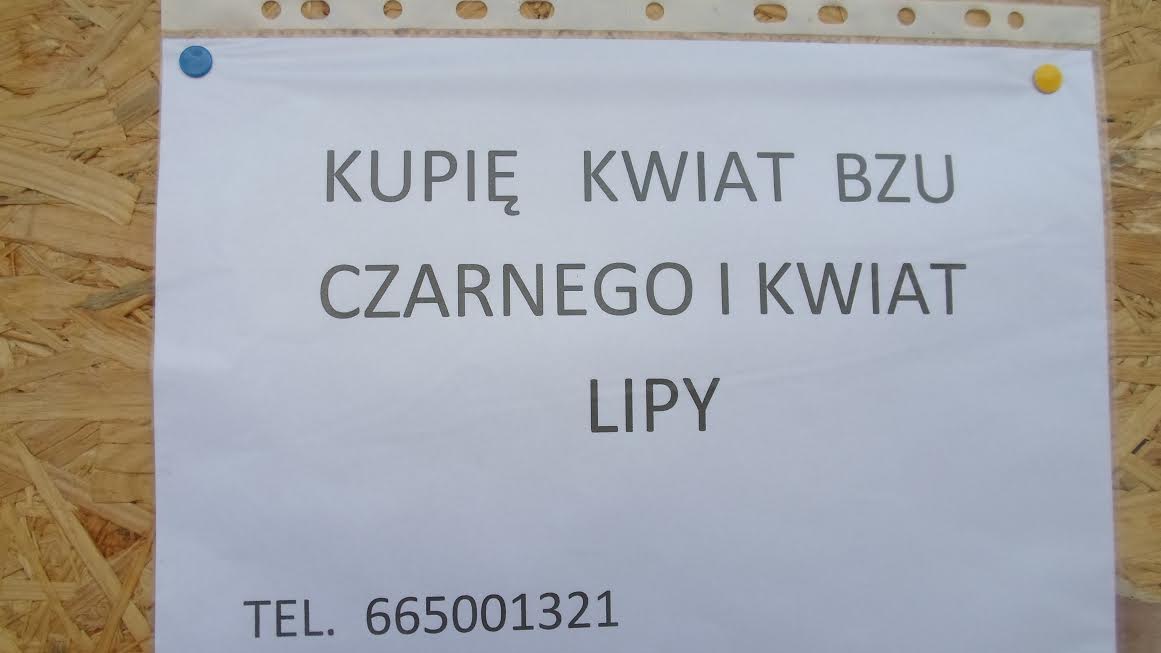 KUPIĘ KWIAT BZU
CZARNEGO I KWIAT
LIPY
TEL. 665001321